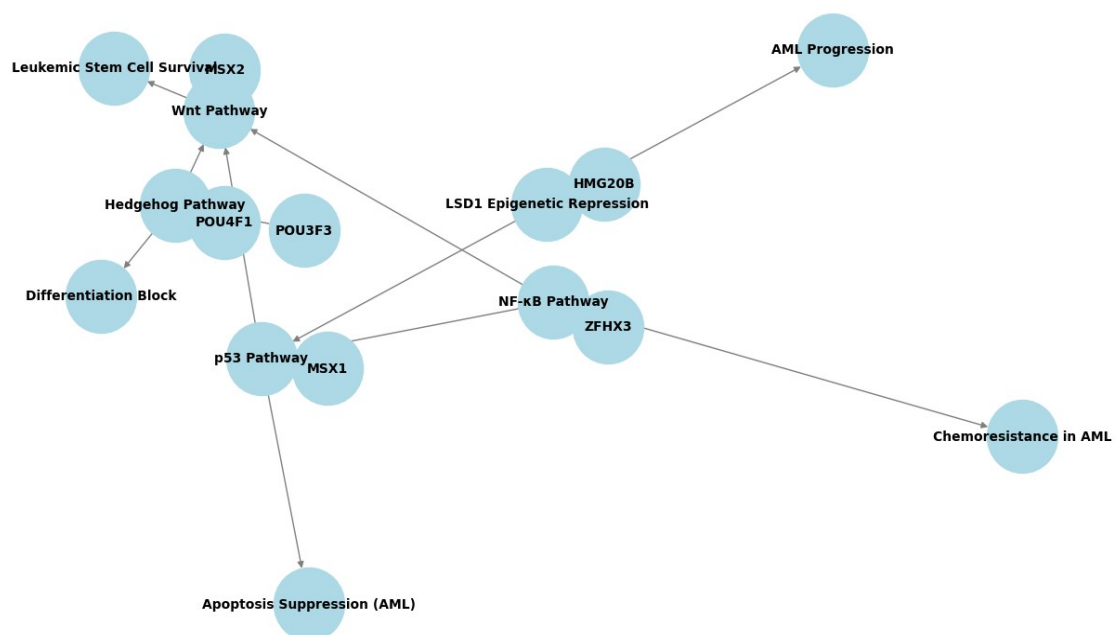 AML Progression
Leukemic Stem Cell Survival
MSX2
Wnt Pathway
HMG20B
LSD1 Epigenetic Repression
Hedgehog Pathway
POU4F1
POU3F3
Differentiation Block
NF-κB Pathway
ZFHX3
p53 Pathway
MSX1
Chemoresistance in AML
Apoptosis Suppression (AML)